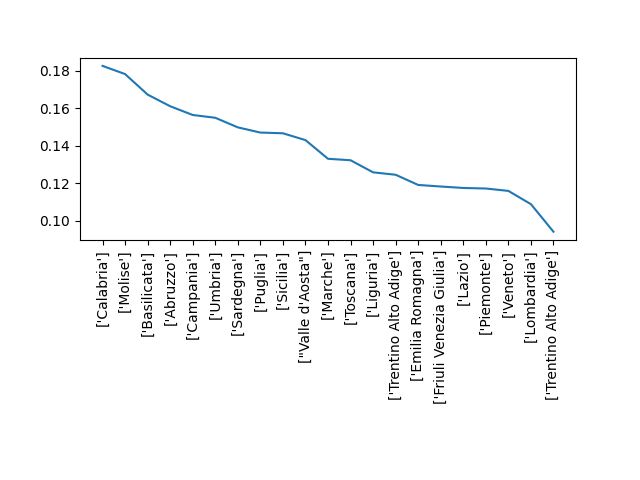 0.18
0.16
0.14
0.12
0.10
['Calabria']
['Molise']
['Basilicata']
['Abruzzo']
['Campania']
['Umbria']
['Sardegna']
['Puglia']
['Sicilia']
["Valle d'Aosta"]
['Marche']
['Toscana']
['Liguria']
['Trentino Alto Adige']
['Emilia Romagna']
['Friuli Venezia Giulia']
['Lazio']
['Piemonte']
['Veneto']
['Lombardia']
['Trentino Alto Adige']